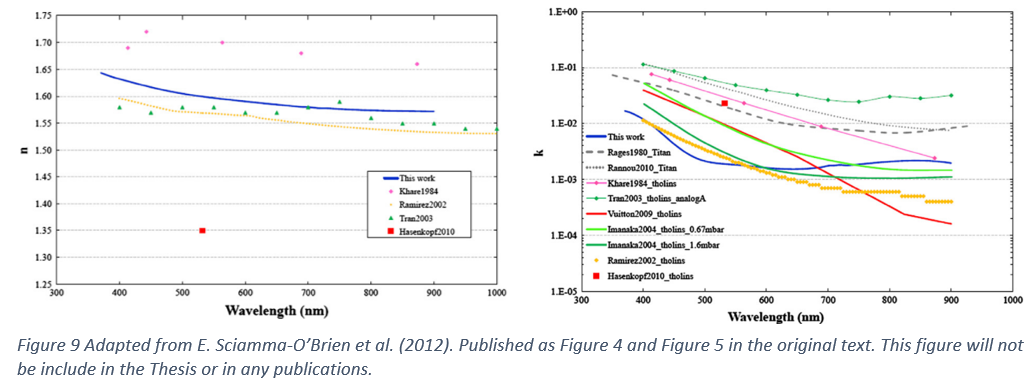 1.75
1.70
1.65
1.60
1.55
1.50
1.45
1.40
1.35
1.30
1.25
n
300
400
500
600
700
800
900
1000
Wavelength (nm)
This work
Khare1984
Ramirez2002
Tran2003
Hasenkopf2010
1.E+00
1.E-01
1.E-02
1.E-03
1.E-04
1.E-05
k
300
400
500
600
700
800
900
1000
Wavelength (nm)
This work
Rages1980_Titan
Rannou2010_Titan
Khare1984_tholins
Tran2003_tholins_analogA
Vuitton2009_tholins
Imanaka2004_tholins_0.67mbar
Imanaka2004_tholins_1.6mbar
Ramirez2002_tholins
Hasenkopf2010_tholins
Figure 9 Adapted from E. Sciamma-O’Brien et al. (2012). Published as Figure 4 and Figure 5 in the original text. This figure will not
be include in the Thesis or in any publications.